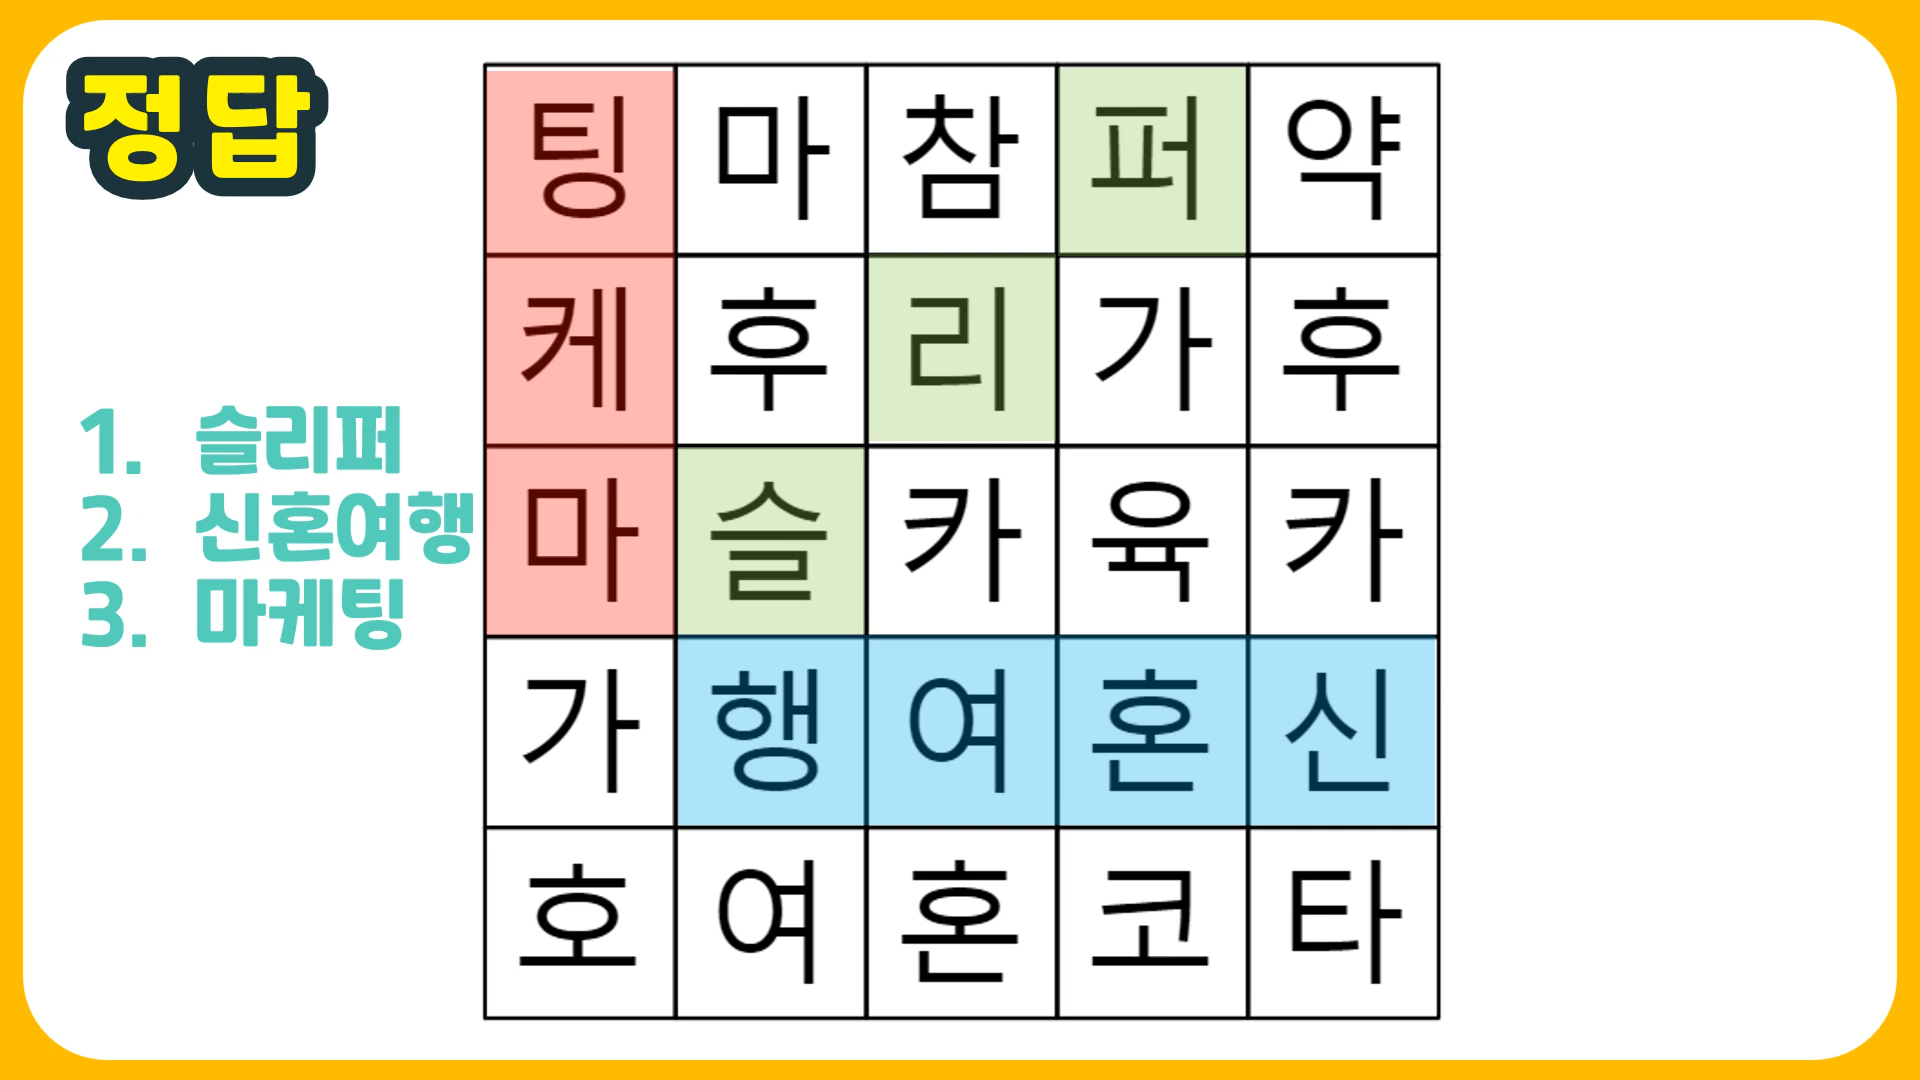 정답
1. 슬리퍼
2. 신혼여행
3. 마케팅
팅 마 참 퍼 약
케 후 리 가 후
마 슬 카 육 카
가 행 여 혼 신
호 여 혼 코 타